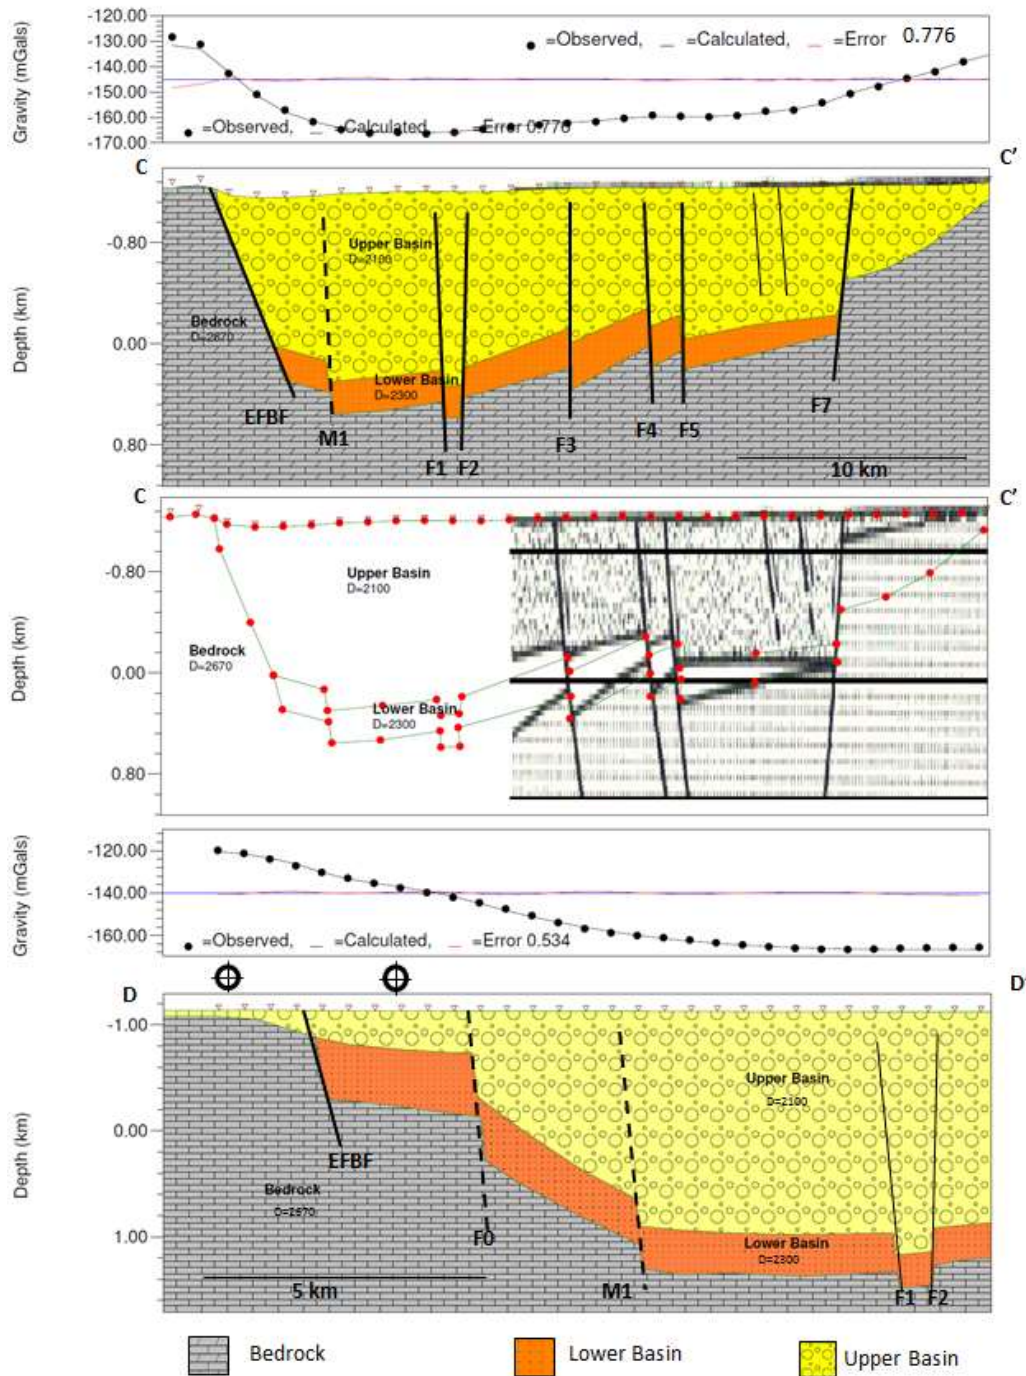 -120.00
-130.00
-140.00
-150.00
-160.00
-170.00
Gravity (mGals)
=Observed, — =Calculated, — =Error 0.776
=Observed, — =Calculated, — =Error 0.776
C C’
-0.80
0.00
0.80
Depth (km)
Upper Basin
D=2100
Bedrock
D=2670
Lower Basin
D=2300
EFBF
M1
F1 F2
F3
F4 F5
F7
10 km
C C’
-0.80
0.00
0.80
Depth (km)
Upper Basin
D=2100
Bedrock
D=2670
Lower Basin
D=2300
-120.00
-140.00
-160.00
Gravity (mGals)
=Observed, — =Calculated, — =Error 0.534
D D’
-1.00
0.00
1.00
Depth (km)
Upper Basin
D=2100
EFBF
Bedrock
D=2670
F0
Lower Basin
D=2300
5 km
M1
F1 F2
Bedrock
Lower Basin
Upper Basin